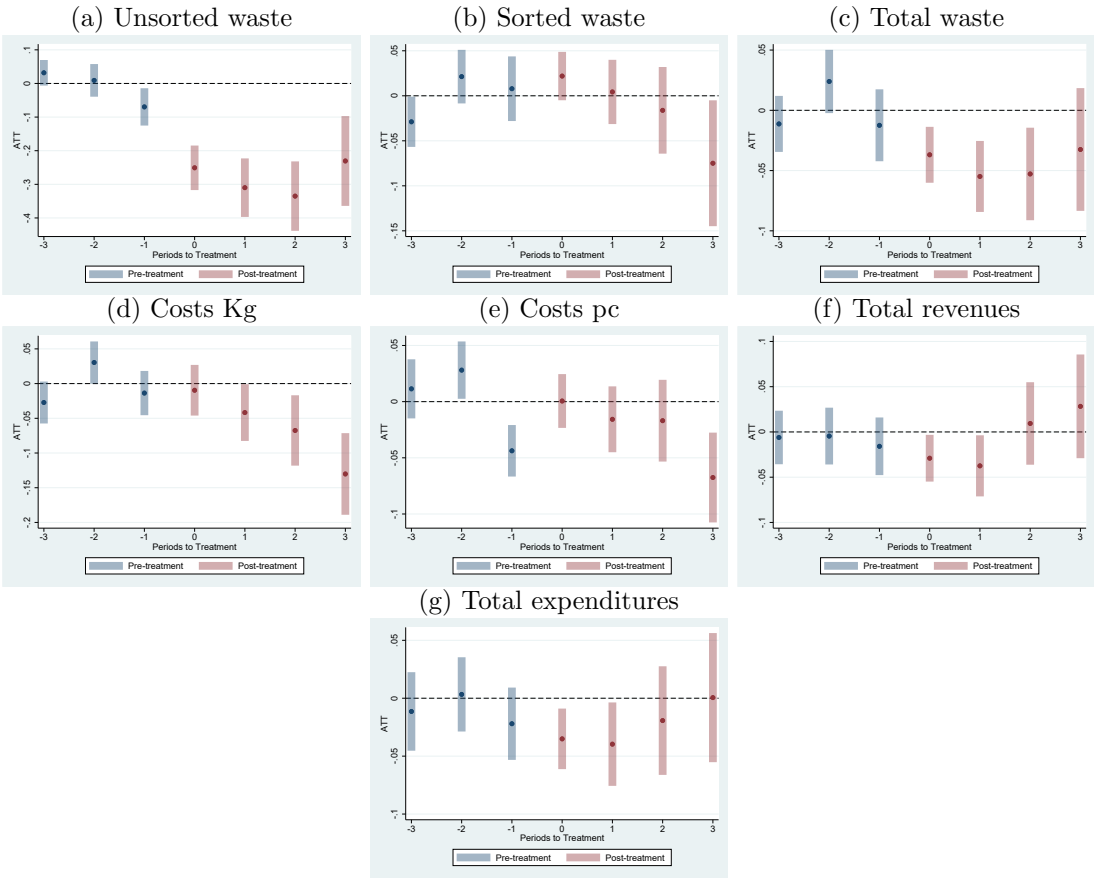 (a) Unsorted waste
(b) Sorted waste
(c) Total waste
.1
0
-.1
-.2
-.3
-.4
ATT
-3 -2 -1 0 1 2 3
Periods to Treatment
Pre-treatment Post-treatment
.05
0
-.05
-.1
-.15
ATT
-3 -2 -1 0 1 2 3
Periods to Treatment
Pre-treatment Post-treatment
.05
0
-.05
-.1
ATT
-3 -2 -1 0 1 2 3
Periods to Treatment
Pre-treatment Post-treatment
(d) Costs Kg
(e) Costs pc
(f) Total revenues
.05
0
-.05
-.1
-.15
-.2
ATT
-3 -2 -1 0 1 2 3
Periods to Treatment
Pre-treatment Post-treatment
.05
0
-.05
-.1
ATT
-3 -2 -1 0 1 2 3
Periods to Treatment
Pre-treatment Post-treatment
.1
.05
0
-.05
-.1
ATT
-3 -2 -1 0 1 2 3
Periods to Treatment
Pre-treatment Post-treatment
(g) Total expenditures
.05
0
-.05
-.1
ATT
-3 -2 -1 0 1 2 3
Periods to Treatment
Pre-treatment Post-treatment